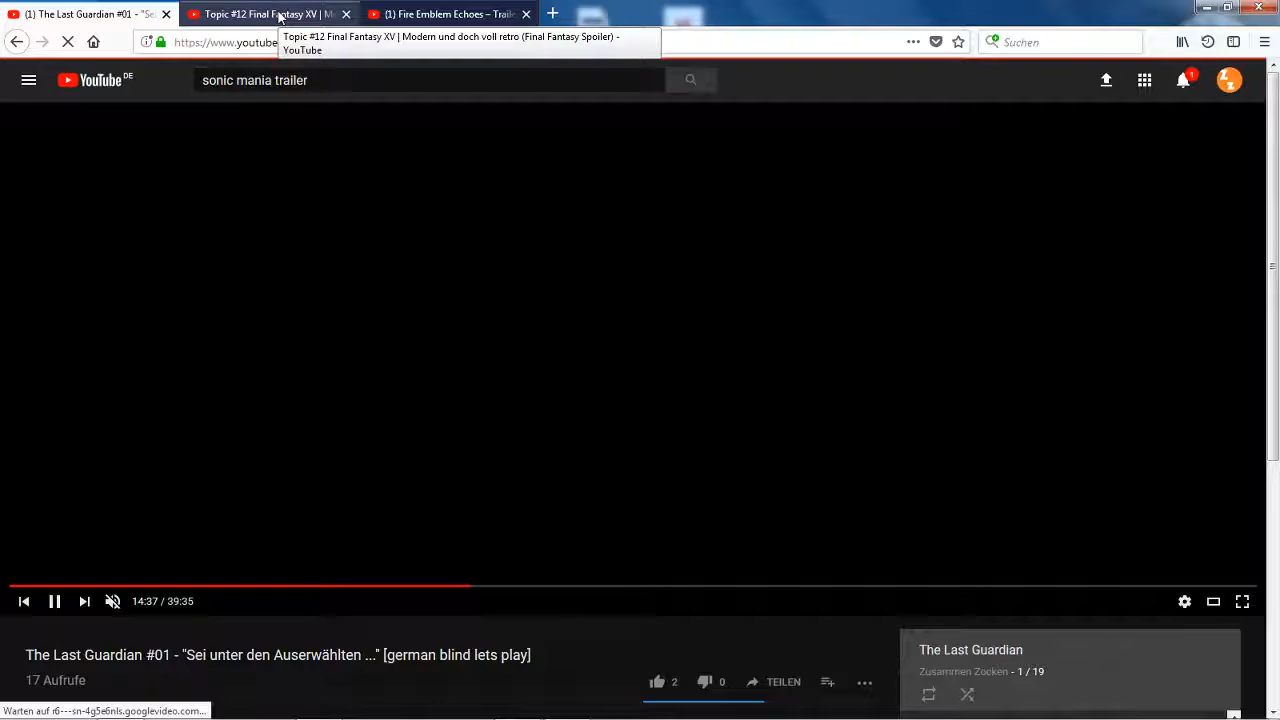 (1) The Last Guardian #01 - "Se
Topic #12 Final Fantasy XV | M
(1) Fire Emblem Echoes – Traile
https://www.youtube
Topic #12 Final Fantasy XV | Modern und doch voll retro (Final Fantasy Spoiler) -
YouTube
Suchen
YouTube DE
sonic mania trailer
1
14:37 / 39:35
The Last Guardian #01 - "Sei unter den Auserwählten ..." [german blind lets play]
17 Aufrufe
2
0
TEILEN
The Last Guardian
Zusammen Zocken - 1 / 19
Warten auf r6---sn-4g5e6nls.googlevideo.com...